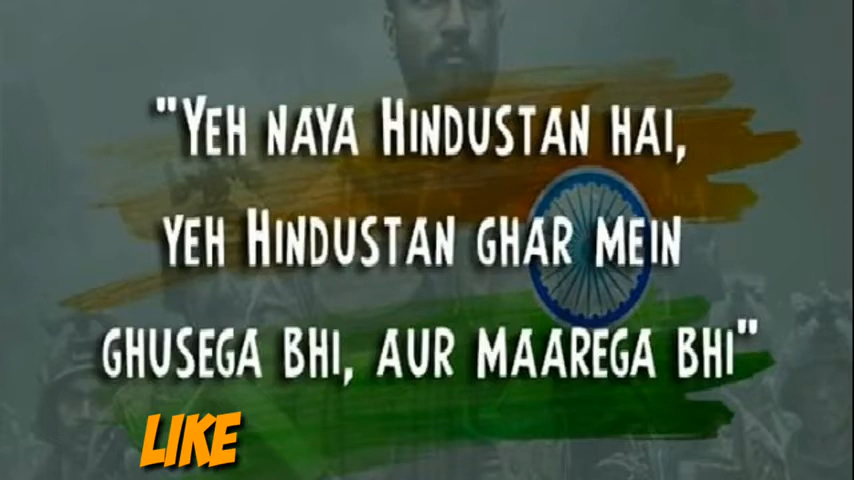 "Yeh naya Hindustan hai,
yeh Hindustan ghar mein
ghusega bhi, aur maarega bhi"
LIKE